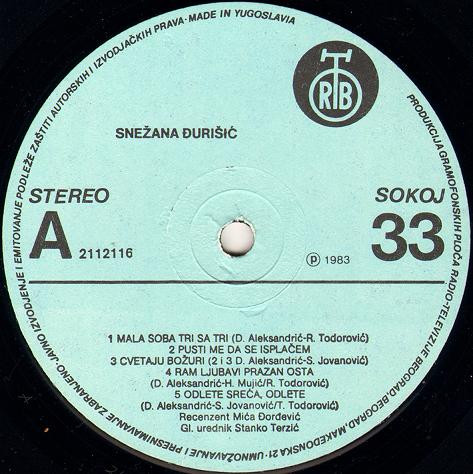 JAVNO IZVODJENJE I EMITOVANJE PODLEŽE ZAŠTITI AUTORSKIH I IZVODJAČKIH PRAVA·MADE IN YUGOSLAVIA
PRODUKCIJA GRAMOFONSKIH PLOČA RADIO-TELEVIZIJE BEOGRAD, BEOGRAD, MAKEDONSKA 21· UMNOŽAVANJE I PRESNIMAVANJE ZABRANJENO·
RTB
SNEŽANA ĐURIŠIĆ
STEREO
SOKOJ
A 2112116
33
℗ 1983
1 MALA SOBA TRI SA TRI (D. Aleksandrić-R. Todorović)
2 PUSTI ME DA SE ISPLAČEM
3 CVETAJU BOŽURI (2 i 3 D. Aleksandrić-S. Jovanović)
4 RAM LJUBAVI PRAZAN OSTA
(D. Aleksandrić-H. Mujić/R. Todorović)
5 ODLETE SREĆA, ODLETE
(D. Aleksandrić-S. Jovanović/T. Todorović)
Recenzent Mića Đorđević
Gl. urednik Stanko Terzić